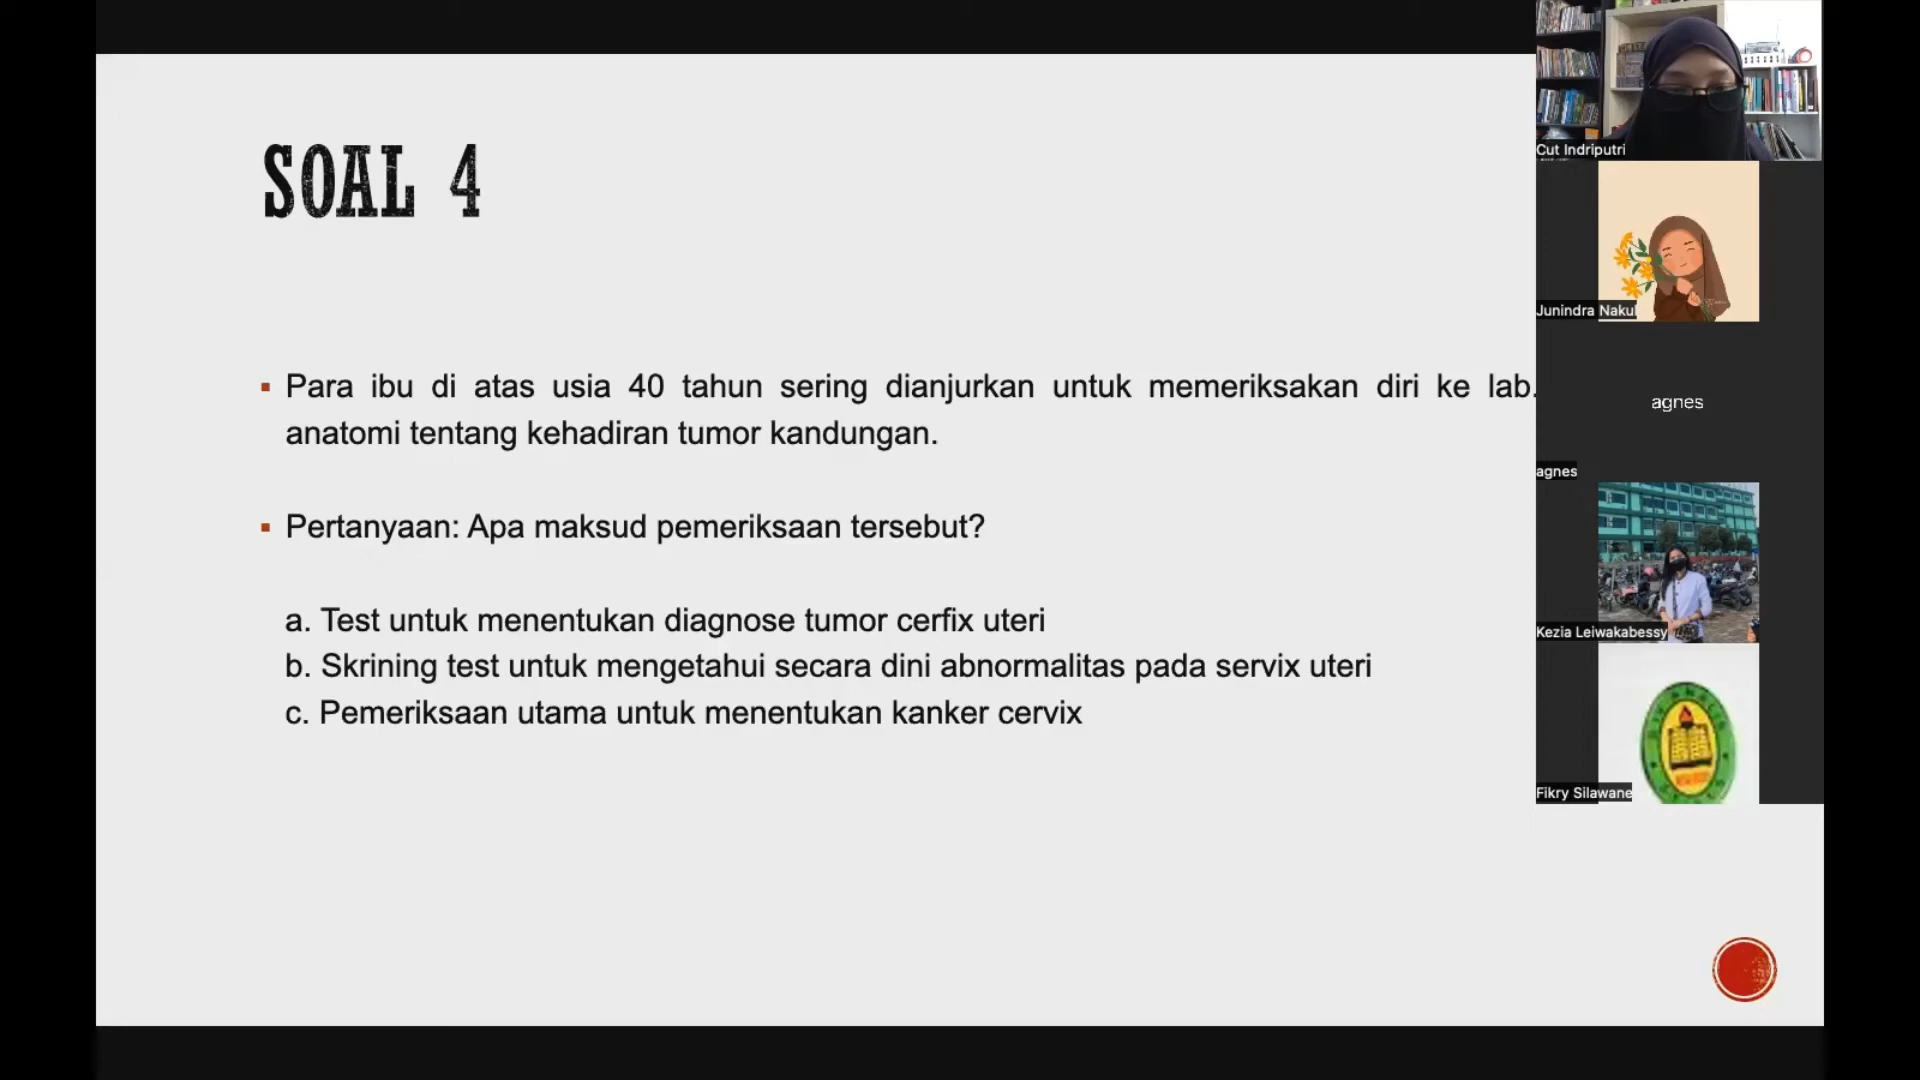 SOAL 4
Para ibu di atas usia 40 tahun sering dianjurkan untuk memeriksakan diri ke lab.
anatomi tentang kehadiran tumor kandungan.
Pertanyaan: Apa maksud pemeriksaan tersebut?
a. Test untuk menentukan diagnose tumor cerfix uteri
b. Skrining test untuk mengetahui secara dini abnormalitas pada servix uteri
c. Pemeriksaan utama untuk menentukan kanker cervix
Cut Indriputri
Junindra Nakul
agnes
agnes
Kezia Leiwakabessy
Fikry Silawane